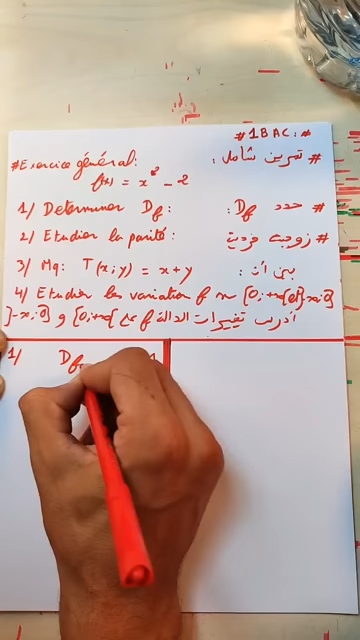 #1BAC:#
#Exercice général: # تمرين شامل:
f(x) = x² - 2
1/ Determiner Df: # حدد Df:
2/ Etudier la parité: # زوجية فردية
3/ Mq: T(x;y) = x+y بين أن:
4/ Etudier les variation f sur [0;+∞[et]-∞;0]
أدرس تغيرات الدالة f على [0;+∞[ و ]-∞;0]
1/ Df